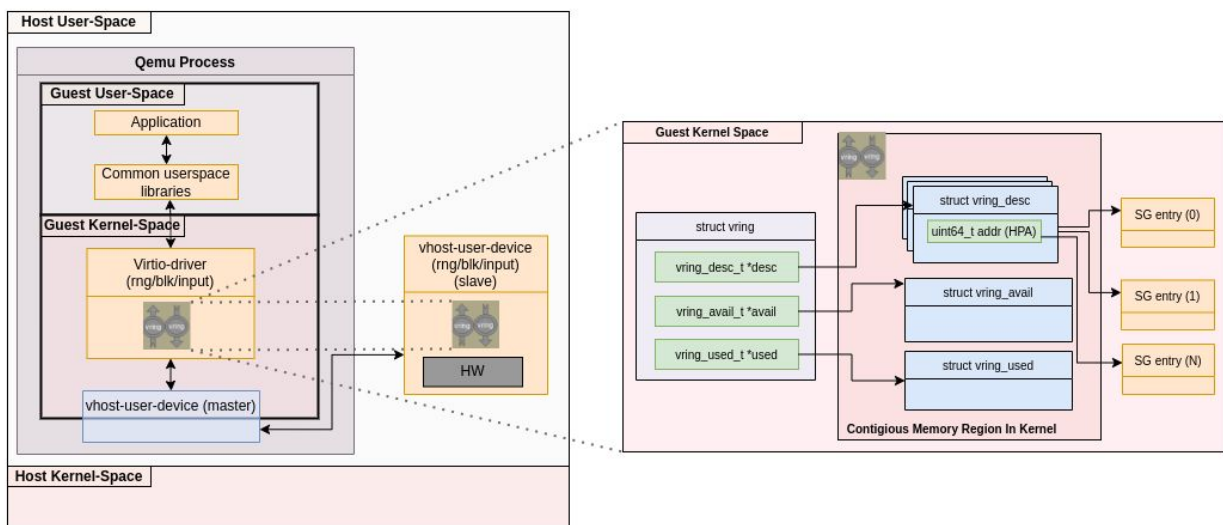 Host User-Space
Qemu Process
Guest User-Space
Application
Common userspace
libraries
Guest Kernel-Space
Virtio-driver
(rng/blk/input)
vring
vring
vhost-user-device (master)
vhost-user-device
(rng/blk/input)
(slave)
vring
vring
HW
Host Kernel-Space
Guest Kernel Space
vring
vring
struct vring
vring_desc_t *desc
vring_avail_t *avail
vring_used_t *used
struct vring_desc
uint64_t addr (HPA)
struct vring_avail
struct vring_used
Contigious Memory Region In Kernel
SG entry (0)
SG entry (1)
SG entry (N)